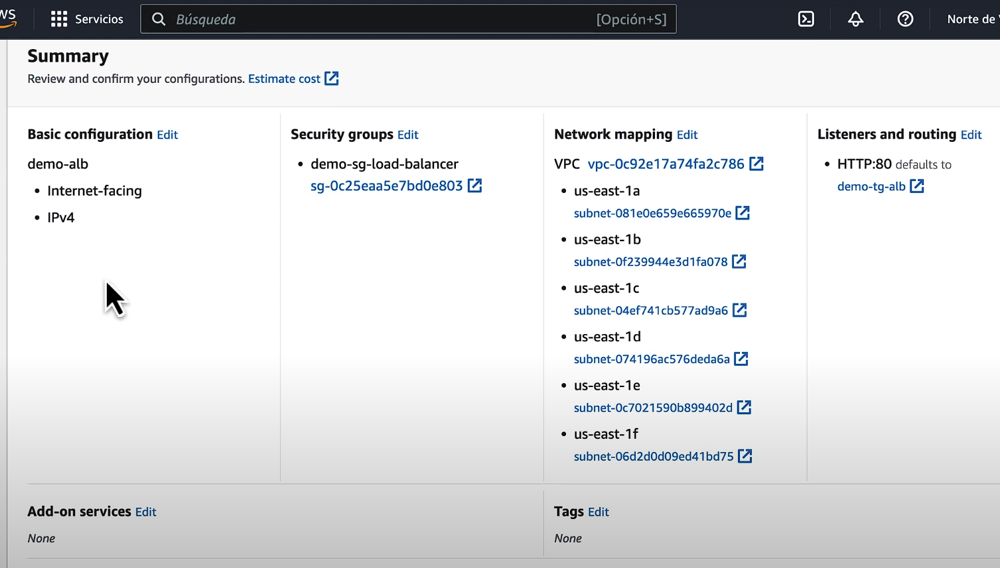 Servicios
Búsqueda
[Opción+S]
Norte de
Summary
Review and confirm your configurations. Estimate cost
Basic configuration Edit
demo-alb
Internet-facing
IPv4
Security groups Edit
demo-sg-load-balancer
sg-0c25eaa5e7bd0e803
Network mapping Edit
VPC vpc-0c92e17a74fa2c786
us-east-1a
subnet-081e0e659e665970e
us-east-1b
subnet-0f239944e3d1fa078
us-east-1c
subnet-04ef741cb577ad9a6
us-east-1d
subnet-074196ac576deda6a
us-east-1e
subnet-0c7021590b899402d
us-east-1f
subnet-06d2d0d09ed41bd75
Listeners and routing Edit
HTTP:80 defaults to
demo-tg-alb
Add-on services Edit
None
Tags Edit
None